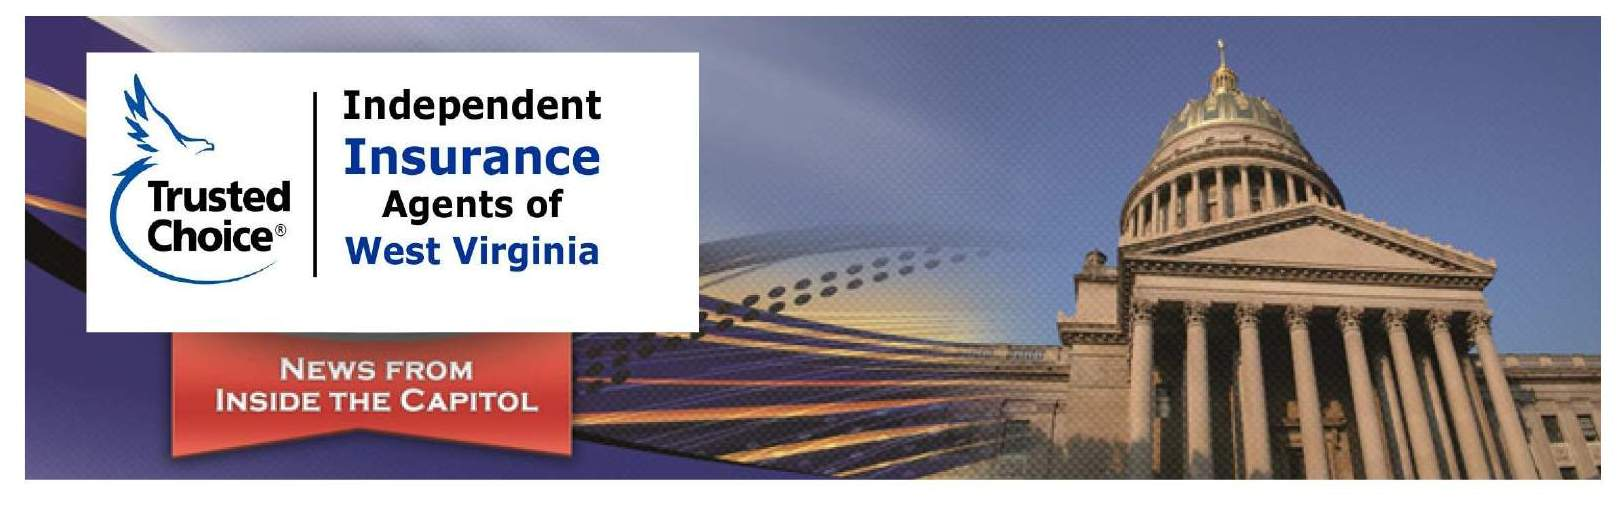 Trusted
Choice®
Independent
Insurance
Agents of
West Virginia
NEWS FROM
INSIDE THE CAPITOL